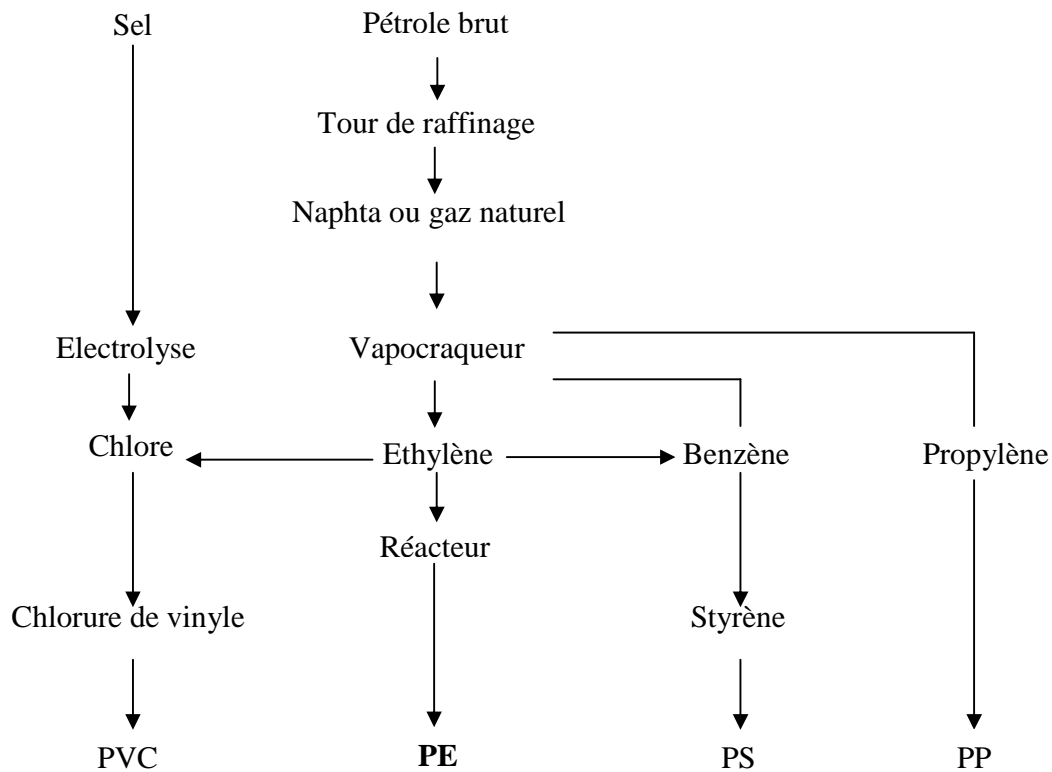 Sel Pétrole brut
Tour de raffinage
Naphta ou gaz naturel
Electrolyse Vapocraqueur
Chlore Ethylène Benzène Propylène
Réacteur
Chlorure de vinyle Styrène
PVC PE PS PP